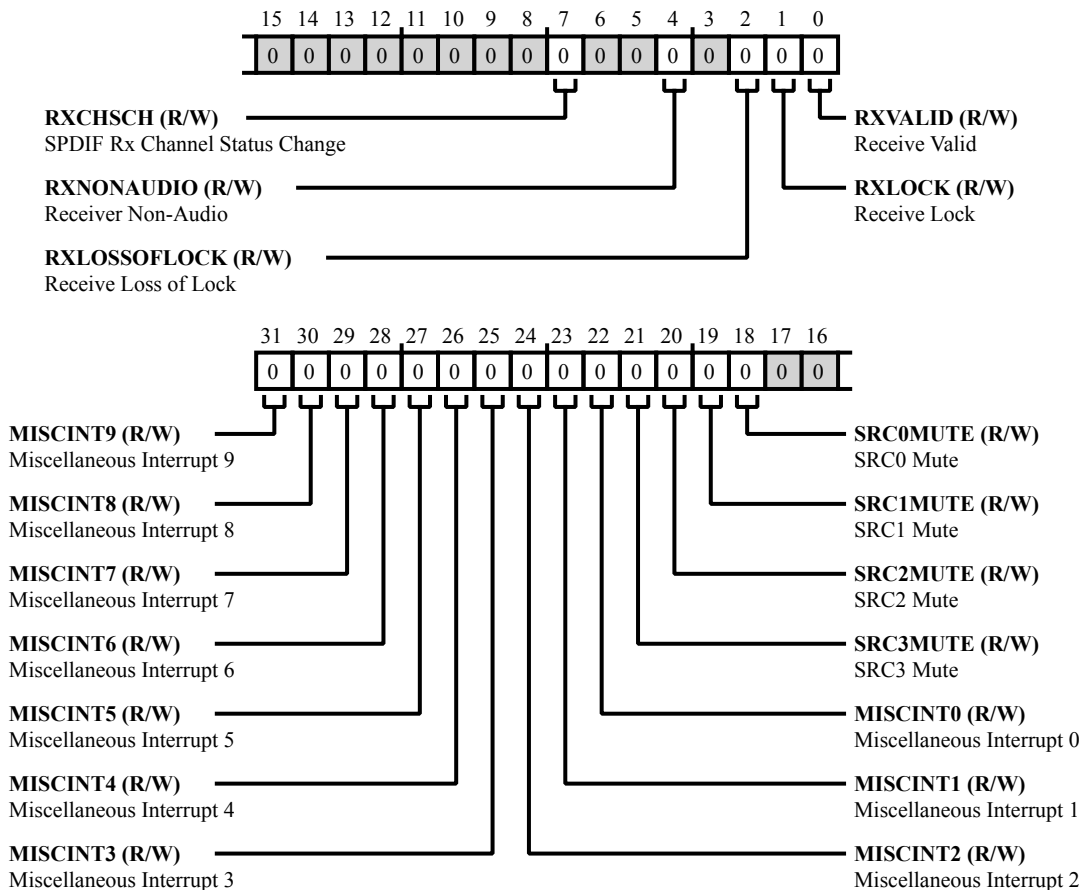 15 14 13 12 11 10 9 8 7 6 5 4 3 2 1 0
0 0 0 0 0 0 0 0 0 0 0 0 0 0 0 0
RXCHSCH (R/W)
SPDIF Rx Channel Status Change
RXNONAUDIO (R/W)
Receiver Non-Audio
RXLOSSOFLOCK (R/W)
Receive Loss of Lock
RXVALID (R/W)
Receive Valid
RXLOCK (R/W)
Receive Lock
31 30 29 28 27 26 25 24 23 22 21 20 19 18 17 16
0 0 0 0 0 0 0 0 0 0 0 0 0 0 0 0
MISCINT9 (R/W)
Miscellaneous Interrupt 9
MISCINT8 (R/W)
Miscellaneous Interrupt 8
MISCINT7 (R/W)
Miscellaneous Interrupt 7
MISCINT6 (R/W)
Miscellaneous Interrupt 6
MISCINT5 (R/W)
Miscellaneous Interrupt 5
MISCINT4 (R/W)
Miscellaneous Interrupt 4
MISCINT3 (R/W)
Miscellaneous Interrupt 3
SRC0MUTE (R/W)
SRC0 Mute
SRC1MUTE (R/W)
SRC1 Mute
SRC2MUTE (R/W)
SRC2 Mute
SRC3MUTE (R/W)
SRC3 Mute
MISCINT0 (R/W)
Miscellaneous Interrupt 0
MISCINT1 (R/W)
Miscellaneous Interrupt 1
MISCINT2 (R/W)
Miscellaneous Interrupt 2